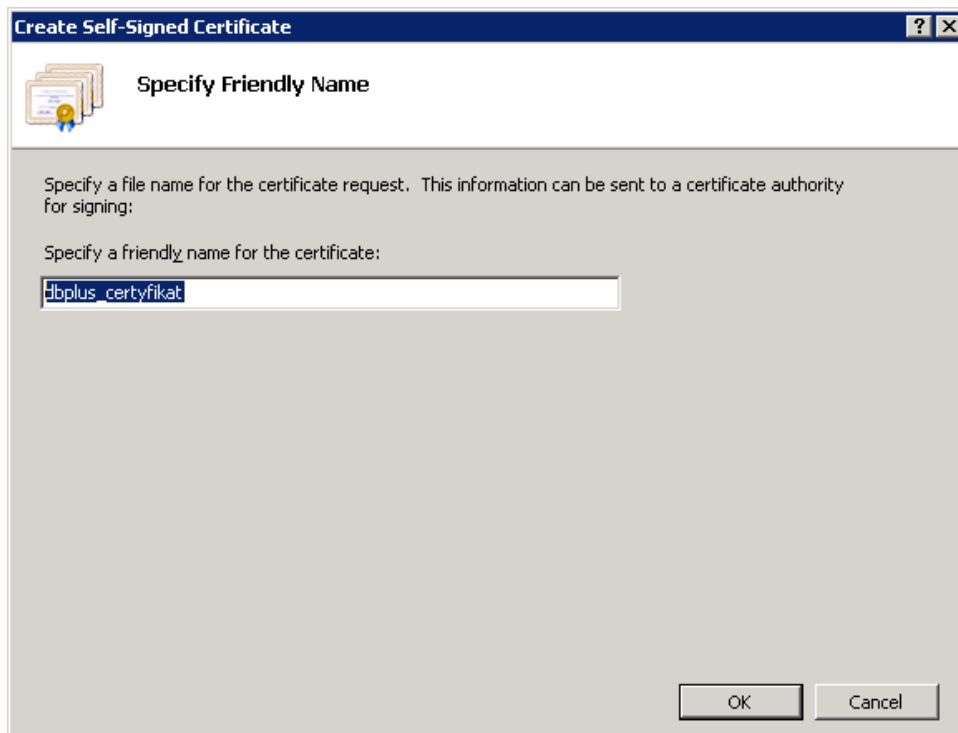 Create Self-Signed Certificate
Specify Friendly Name
Specify a file name for the certificate request.  This information can be sent to a certificate authority
for signing:
Specify a friendly name for the certificate:
dbplus_certyfikat
OK
Cancel